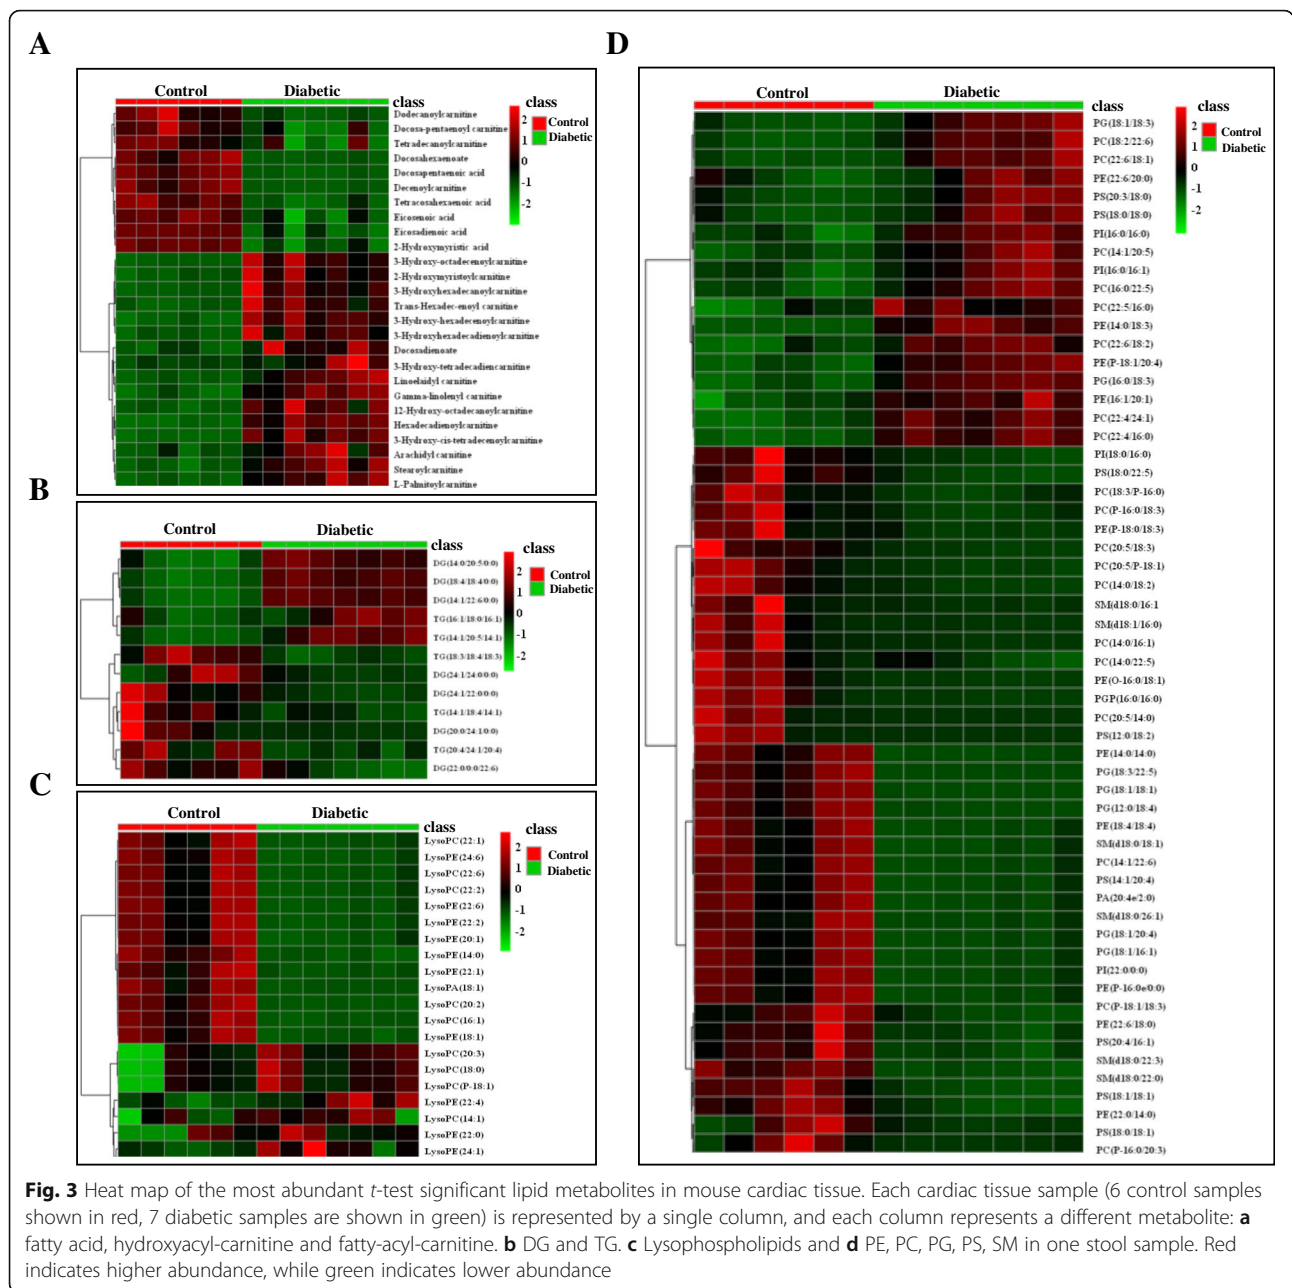 A
Control
Diabetic
class
Dodecanoylcarnitine
Docosa-pentaenoyl carnitine
Tetradecanoylcarnitine
Docosahexaenoate
Docosapentaenoic acid
Decenoylcarnitine
Tetracosahexaenoic acid
Eicosenoic acid
Eicosadienoic acid
2-Hydroxymyristic acid
3-Hydroxy-octadecenoylcarnitine
2-Hydroxymyristoylcarnitine
3-Hydroxyhexadecanoylcarnitine
Trans-Hexadec-enoyl carnitine
3-Hydroxy-hexadecenoylcarnitine
3-Hydroxyhexadecadienoylcarnitine
Docosadienoate
3-Hydroxy-tetradecadiencarnitine
Linoelaidyl carnitine
Gamma-linolenyl carnitine
12-Hydroxy-octadecanoylcarnitine
Hexadecadienoylcarnitine
3-Hydroxy-cis-tetradecenoylcarnitine
Arachidyl carnitine
Stearoylcarnitine
L-Palmitoylcarnitine
class
2
1
0
-1
-2
Control
Diabetic
B
Control
Diabetic
class
DG(14:0/20:5/0:0)
DG(18:4/18:4/0:0)
DG(14:1/22:6/0:0)
TG(16:1/18:0/16:1)
TG(14:1/20:5/14:1)
TG(18:3/18:4/18:3)
DG(24:1/24:0/0:0)
DG(24:1/22:0/0:0)
TG(14:1/18:4/14:1)
DG(20:0/24:1/0:0)
TG(20:4/24:1/20:4)
DG(22:0/0:0/22:6)
class
2
1
0
-1
-2
Control
Diabetic
C
Control
Diabetic
class
LysoPC(22:1)
LysoPE(24:6)
LysoPC(22:6)
LysoPC(22:2)
LysoPE(22:6)
LysoPE(22:2)
LysoPE(20:1)
LysoPE(14:0)
LysoPE(22:1)
LysoPA(18:1)
LysoPC(20:2)
LysoPC(16:1)
LysoPE(18:1)
LysoPC(20:3)
LysoPC(18:0)
LysoPC(P-18:1)
LysoPE(22:4)
LysoPC(14:1)
LysoPE(22:0)
LysoPE(24:1)
class
2
1
0
-1
-2
Control
Diabetic
D
Control
Diabetic
PG(18:1/18:3)
PC(18:2/22:6)
PC(22:6/18:1)
PE(22:6/20:0)
PS(20:3/18:0)
PS(18:0/18:0)
PI(16:0/16:0)
PC(14:1/20:5)
PI(16:0/16:1)
PC(16:0/22:5)
PC(22:5/16:0)
PE(14:0/18:3)
PC(22:6/18:2)
PE(P-18:1/20:4)
PG(16:0/18:3)
PE(16:1/20:1)
PC(22:4/24:1)
PC(22:4/16:0)
PI(18:0/16:0)
PS(18:0/22:5)
PC(18:3/P-16:0)
PC(P-16:0/18:3)
PE(P-18:0/18:3)
PC(20:5/18:3)
PC(20:5/P-18:1)
PC(14:0/18:2)
SM(d18:0/16:1
SM(d18:1/16:0)
PC(14:0/16:1)
PC(14:0/22:5)
PE(O-16:0/18:1)
PGP(16:0/16:0)
PC(20:5/14:0)
PS(12:0/18:2)
PE(14:0/14:0)
PG(18:3/22:5)
PG(18:1/18:1)
PG(12:0/18:4)
PE(18:4/18:4)
SM(d18:0/18:1)
PC(14:1/22:6)
PS(14:1/20:4)
PA(20:4e/2:0)
SM(d18:0/26:1)
PG(18:1/20:4)
PG(18:1/16:1)
PI(22:0/0:0)
PE(P-16:0e/0:0)
PC(P-18:1/18:3)
PE(22:6/18:0)
PS(20:4/16:1)
SM(d18:0/22:3)
SM(d18:0/22:0)
PS(18:1/18:1)
PE(22:0/14:0)
PS(18:0/18:1)
PC(P-16:0/20:3)
class
2
1
0
-1
-2
Control
Diabetic
Fig. 3 Heat map of the most abundant t-test significant lipid metabolites in mouse cardiac tissue. Each cardiac tissue sample (6 control samples
shown in red, 7 diabetic samples are shown in green) is represented by a single column, and each column represents a different metabolite: a
fatty acid, hydroxyacyl-carnitine and fatty-acyl-carnitine. b DG and TG. c Lysophospholipids and d PE, PC, PG, PS, SM in one stool sample. Red
indicates higher abundance, while green indicates lower abundance